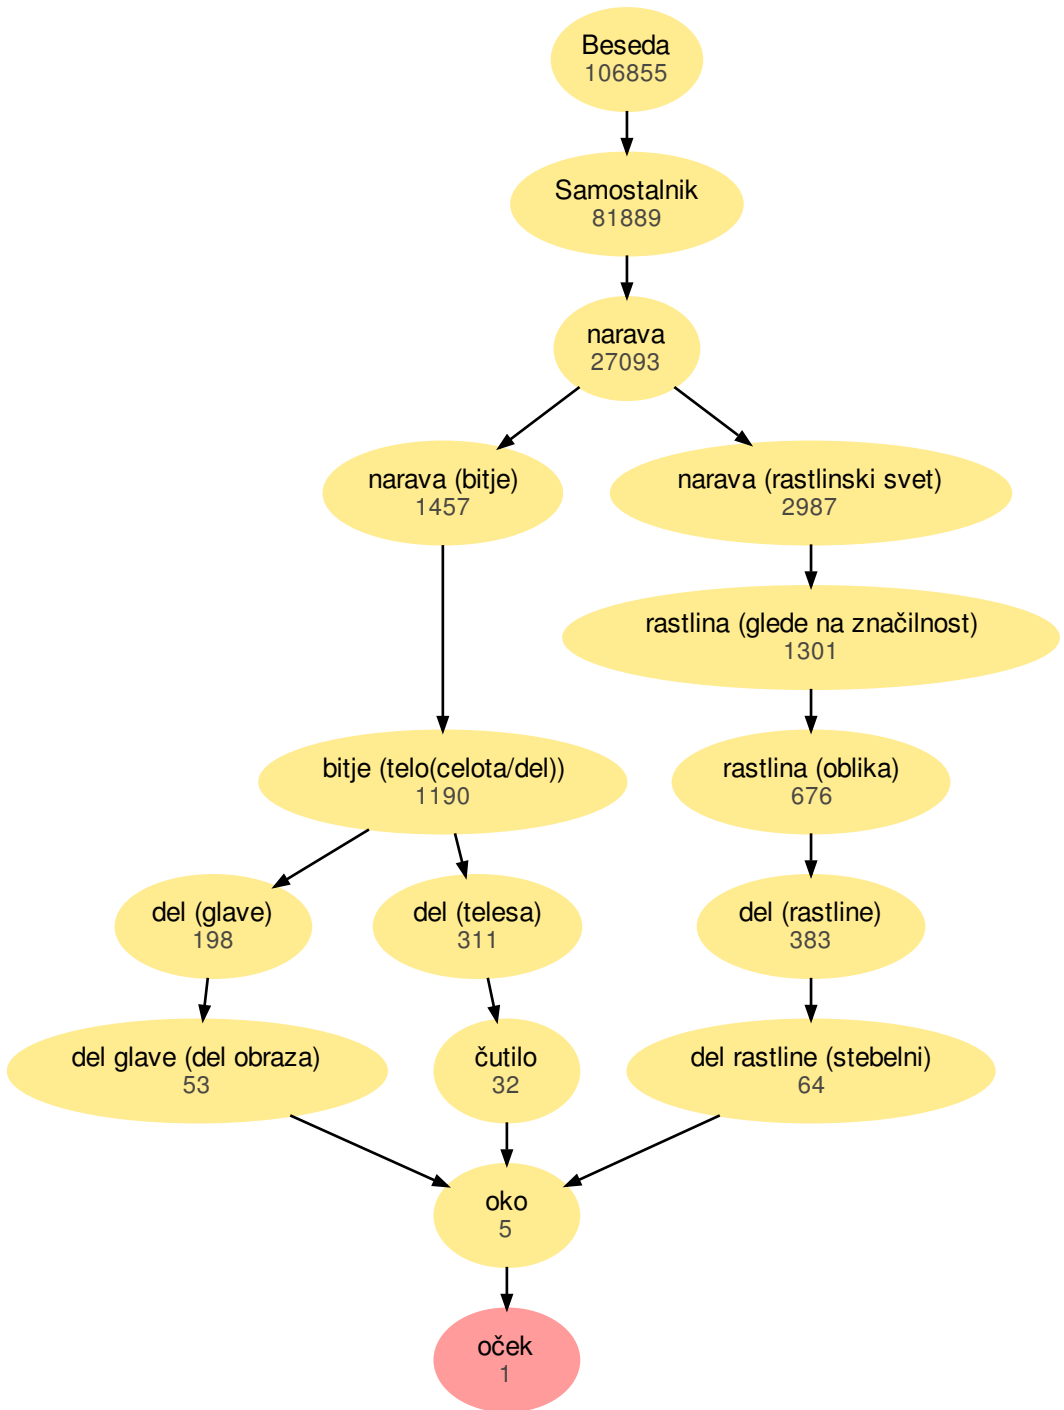 Beseda
106855
Samostalnik
81889
narava
27093
narava (bitje)
1457
narava (rastlinski svet)
2987
rastlina (glede na značilnost)
1301
bitje (telo(celota/del))
1190
rastlina (oblika)
676
del (glave)
198
del (telesa)
311
del (rastline)
383
del glave (del obraza)
53
čutilo
32
del rastline (stebelni)
64
oko
5
oček
1